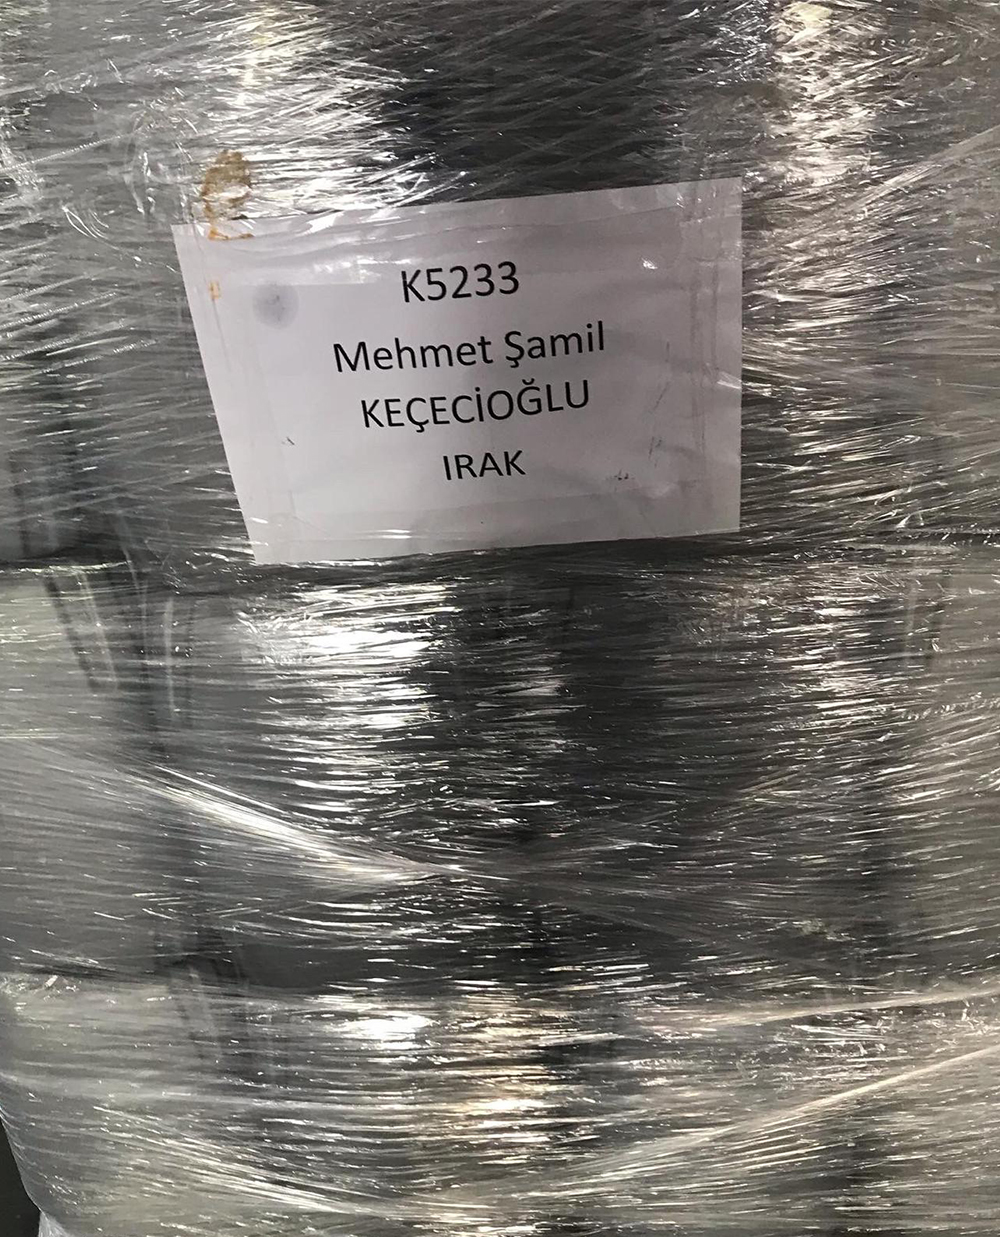 K5233
Mehmet Şamil
KEÇECİOĞLU
IRAK